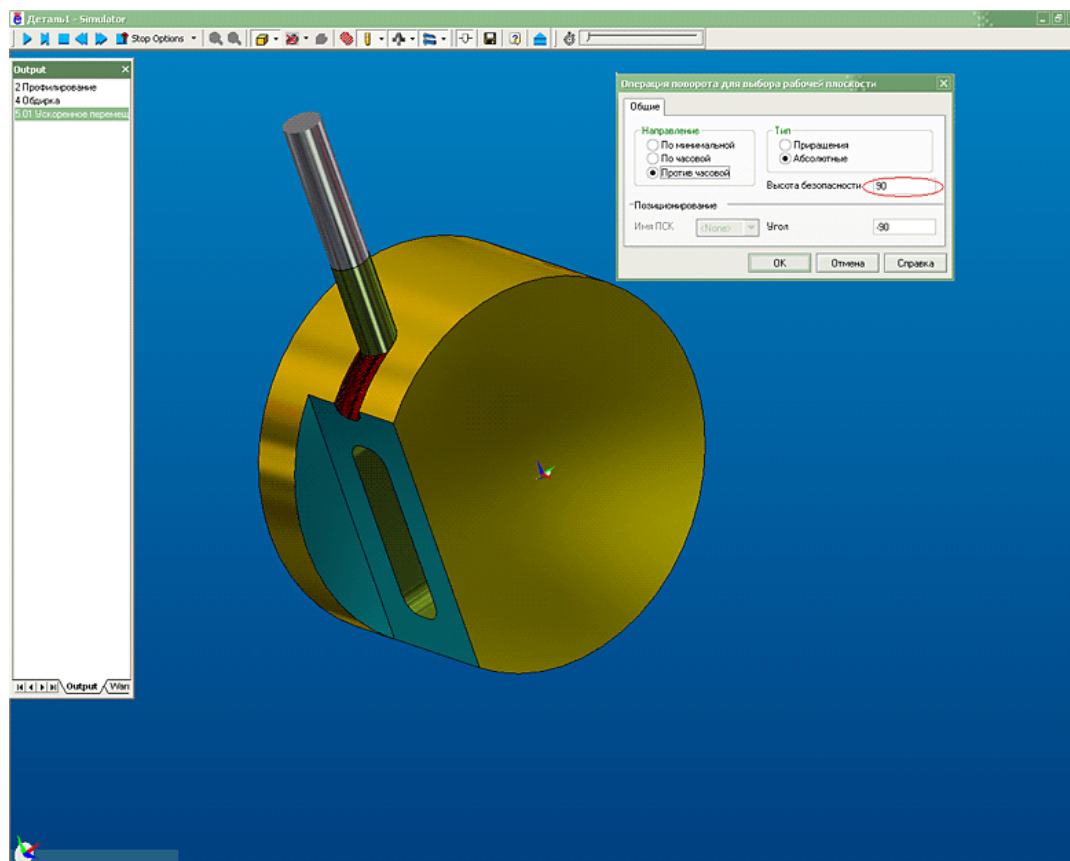 Деталь1 - Simulator
Stop Options
Output
2 Профилирование
4 Обдирка
5.01 Ускоренное перемещ
Операция поворота для выбора рабочей плоскости
Общие
Направление
По минимальной
По часовой
Против часовой
Тип
Приращения
Абсолютные
Высота безопасности
90
Позиционирование
Имя ПСК
<None>
Угол
-90
OK
Отмена
Справка
Output
Warı